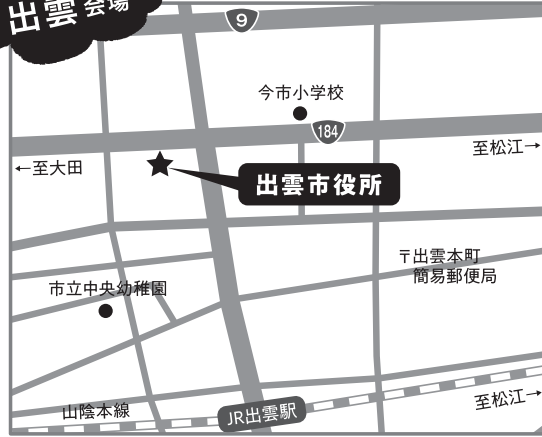 出雲会場
9
今市小学校
184
至松江→
←至大田
出雲市役所
〒出雲本町
簡易郵便局
市立中央幼稚園
山陰本線
JR出雲駅
至松江→